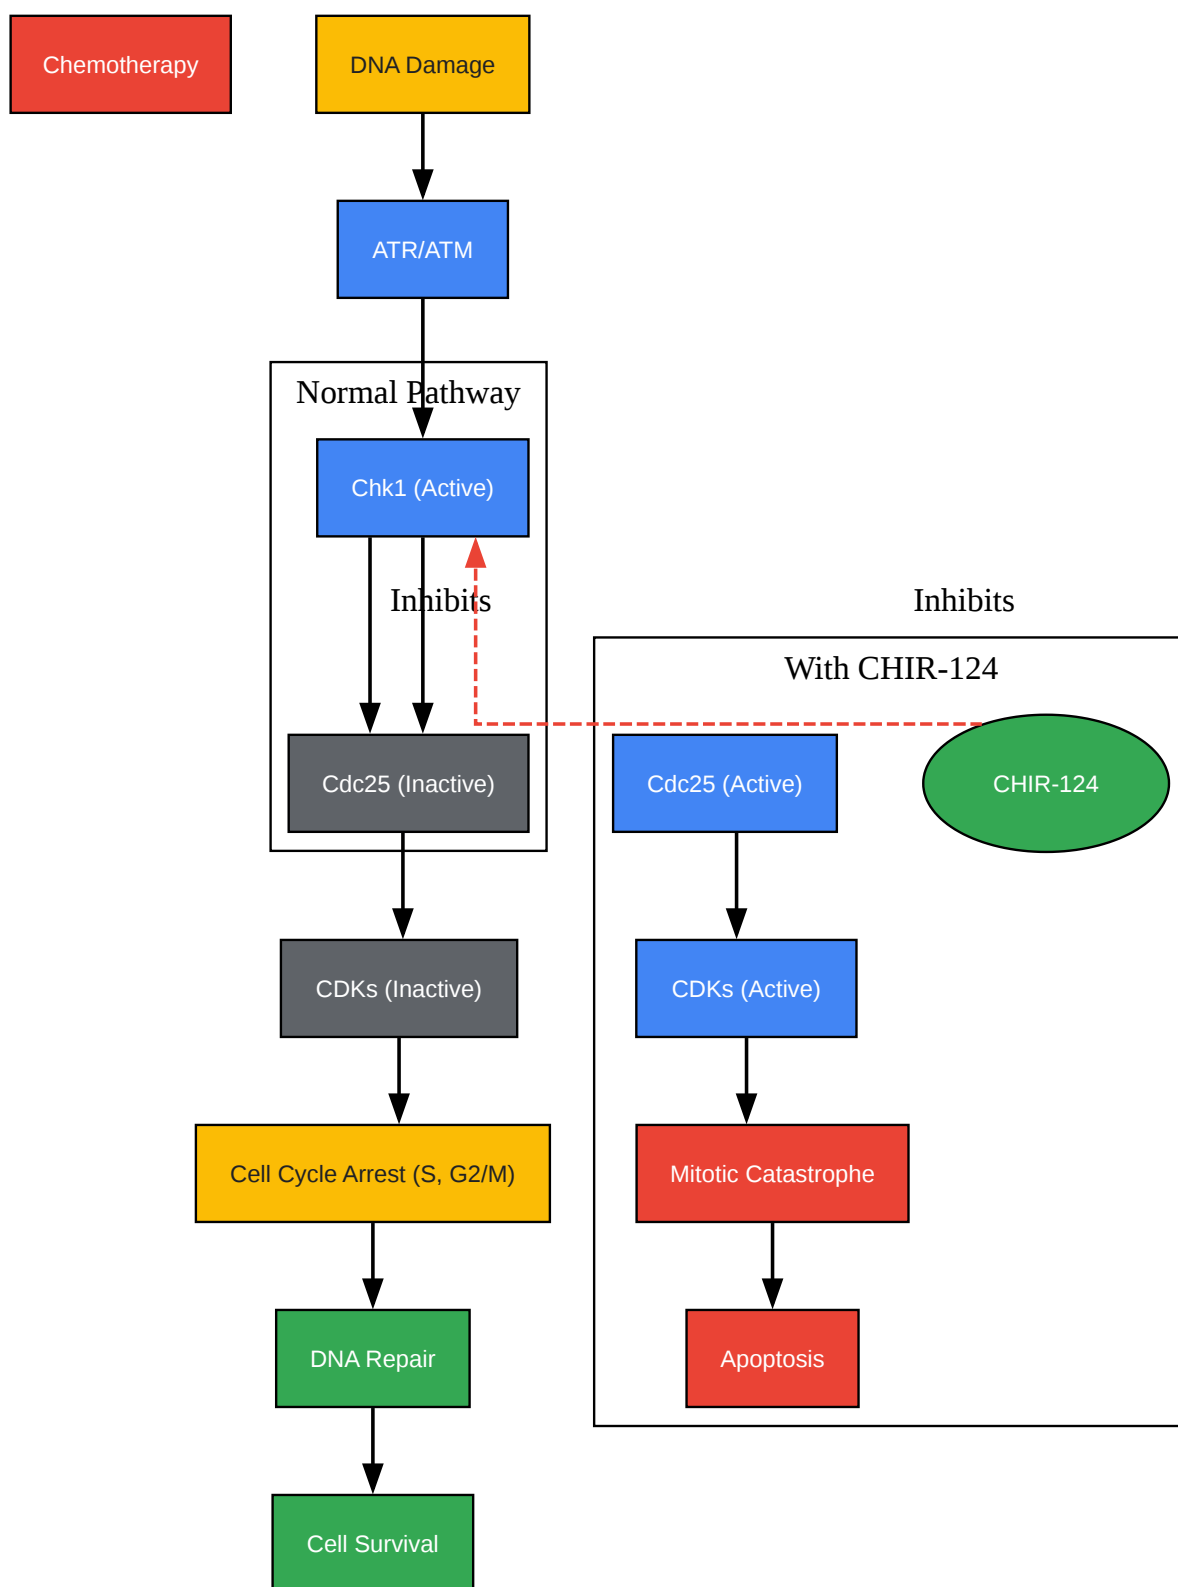 Chemotherapy
DNA Damage
ATR/ATM
Normal Pathway
Chk1 (Active)
Inhibits
Inhibits
With CHIR-124
Cdc25 (Inactive)
Cdc25 (Active)
CHIR-124
CDKs (Inactive)
CDKs (Active)
Cell Cycle Arrest (S, G2/M)
Mitotic Catastrophe
DNA Repair
Apoptosis
Cell Survival